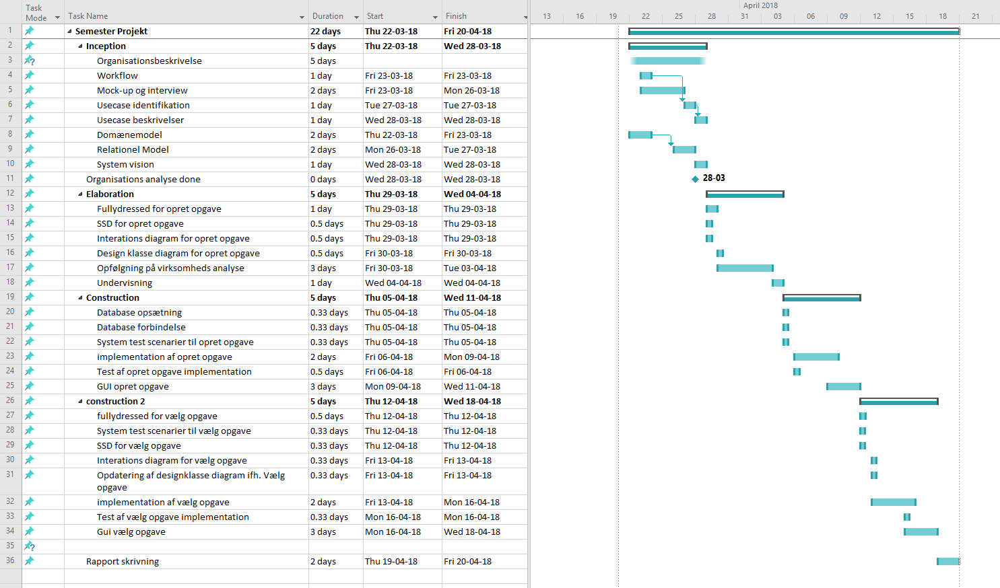 Task Mode Task Name Duration Start Finish
April 2018
13 16 19 22 25 28 31 03 06 09 12 15 18 21
1 Semester Projekt 22 days Thu 22-03-18 Fri 20-04-18
2 Inception 5 days Thu 22-03-18 Wed 28-03-18
3 Organisationsbeskrivelse 5 days
4 Workflow 1 day Fri 23-03-18 Fri 23-03-18
5 Mock-up og interview 2 days Fri 23-03-18 Mon 26-03-18
6 Usecase identifikation 1 day Tue 27-03-18 Tue 27-03-18
7 Usecase beskrivelser 1 day Wed 28-03-18 Wed 28-03-18
8 Domænemodel 2 days Thu 22-03-18 Fri 23-03-18
9 Relationel Model 2 days Mon 26-03-18 Tue 27-03-18
10 System vision 1 day Wed 28-03-18 Wed 28-03-18
11 Organisations analyse done 0 days Wed 28-03-18 Wed 28-03-18 28-03
12 Elaboration 5 days Thu 29-03-18 Wed 04-04-18
13 Fullydressed for opret opgave 1 day Thu 29-03-18 Thu 29-03-18
14 SSD for opret opgave 0.5 days Thu 29-03-18 Thu 29-03-18
15 Interations diagram for opret opgave 0.5 days Thu 29-03-18 Thu 29-03-18
16 Design klasse diagram for opret opgave 0.5 days Fri 30-03-18 Fri 30-03-18
17 Opfølgning på virksomheds analyse 3 days Fri 30-03-18 Tue 03-04-18
18 Undervisning 1 day Wed 04-04-18 Wed 04-04-18
19 Construction 5 days Thu 05-04-18 Wed 11-04-18
20 Database opsætning 0.33 days Thu 05-04-18 Thu 05-04-18
21 Database forbindelse 0.33 days Thu 05-04-18 Thu 05-04-18
22 System test scenarier til opret opgave 0.33 days Thu 05-04-18 Thu 05-04-18
23 implementation af opret opgave 2 days Fri 06-04-18 Mon 09-04-18
24 Test af opret opgave implementation 0.5 days Fri 06-04-18 Fri 06-04-18
25 GUI opret opgave 3 days Mon 09-04-18 Wed 11-04-18
26 construction 2 5 days Thu 12-04-18 Wed 18-04-18
27 fullydressed for vælg opgave 0.5 days Thu 12-04-18 Thu 12-04-18
28 System test scenarier til vælg opgave 0.33 days Thu 12-04-18 Thu 12-04-18
29 SSD for vælg opgave 0.33 days Thu 12-04-18 Thu 12-04-18
30 Interations diagram for vælg opgave 0.33 days Fri 13-04-18 Fri 13-04-18
31 Opdatering af designklasse diagram ifh. Vælg 0.33 days Fri 13-04-18 Fri 13-04-18
opgave
32 implementation af vælg opgave 2 days Fri 13-04-18 Mon 16-04-18
33 Test af vælg opgave implementation 0.33 days Mon 16-04-18 Mon 16-04-18
34 Gui vælg opgave 3 days Mon 16-04-18 Wed 18-04-18
35
36 Rapport skrivning 2 days Thu 19-04-18 Fri 20-04-18